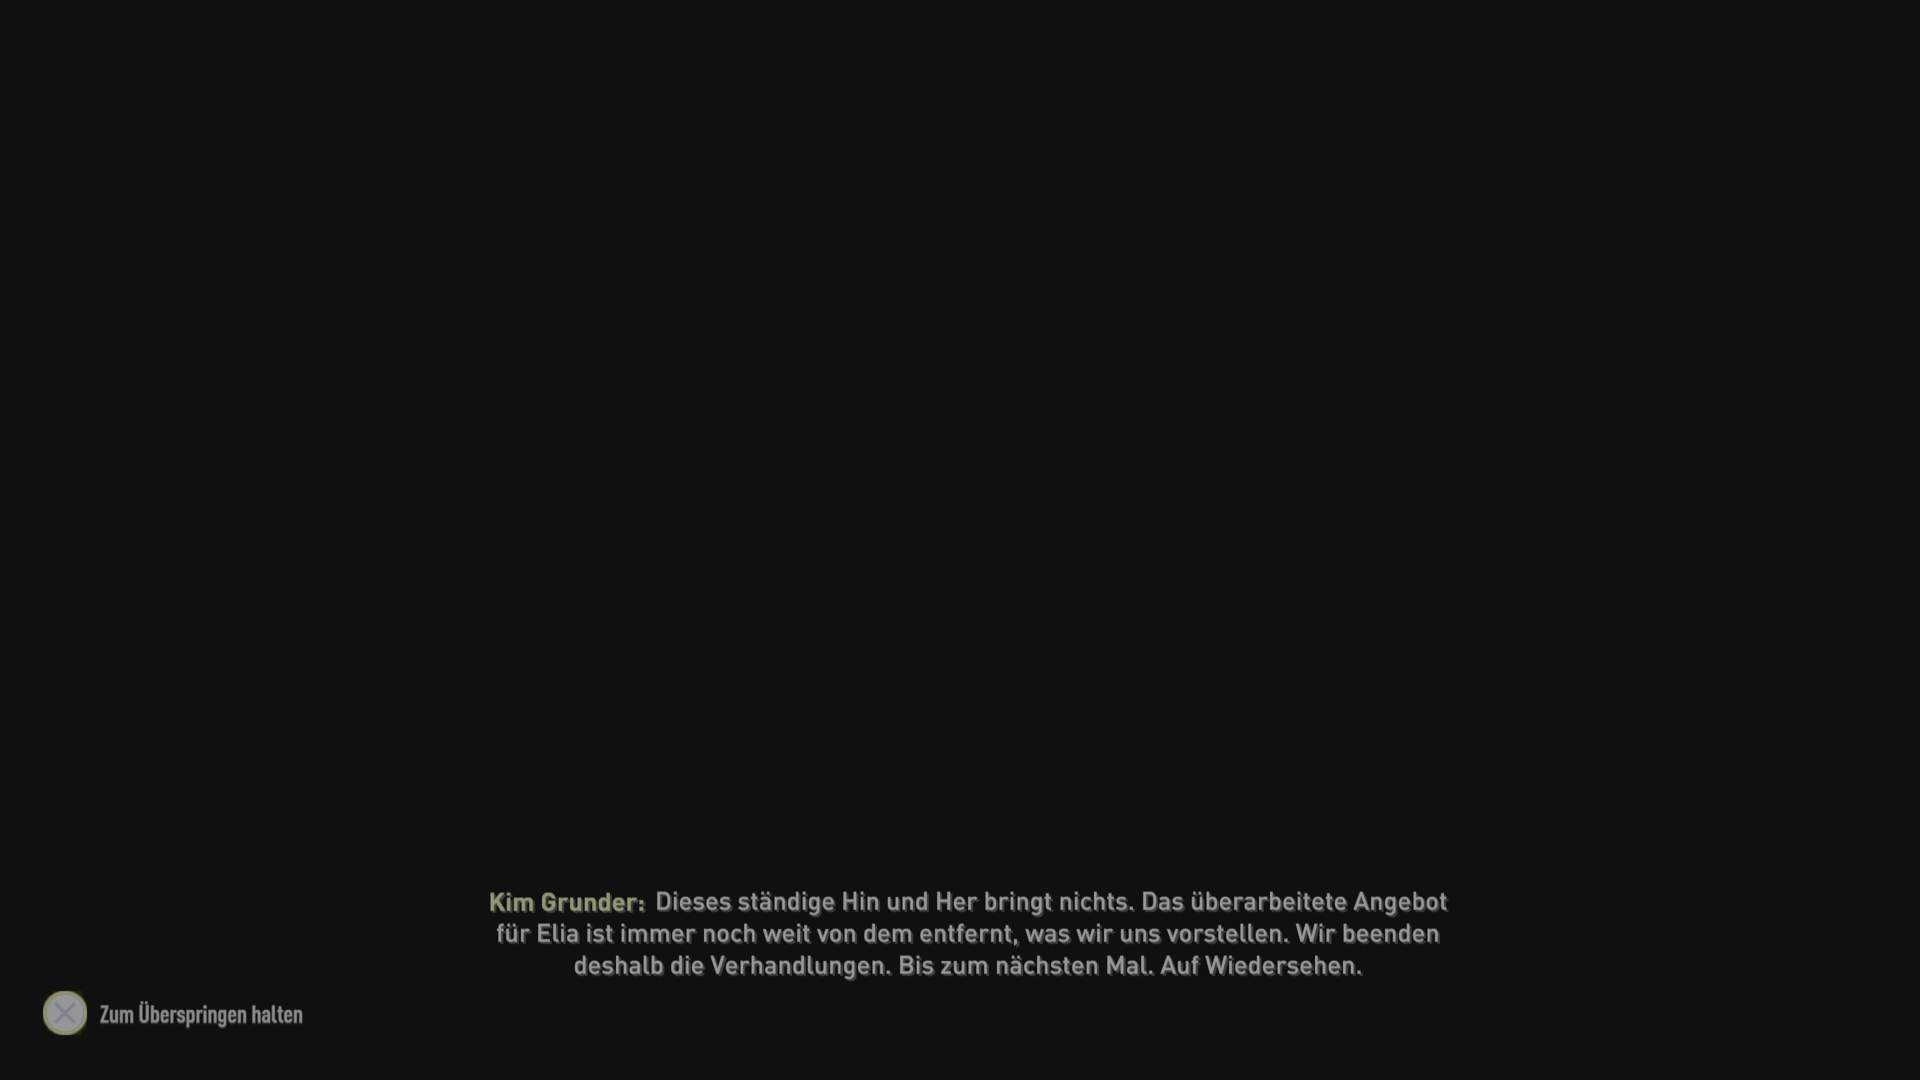 Kim Grunder: Dieses ständige Hin und Her bringt nichts. Das überarbeitete Angebot
für Elia ist immer noch weit von dem entfernt, was wir uns vorstellen. Wir beenden
deshalb die Verhandlungen. Bis zum nächsten Mal. Auf Wiedersehen.
Zum Überspringen halten